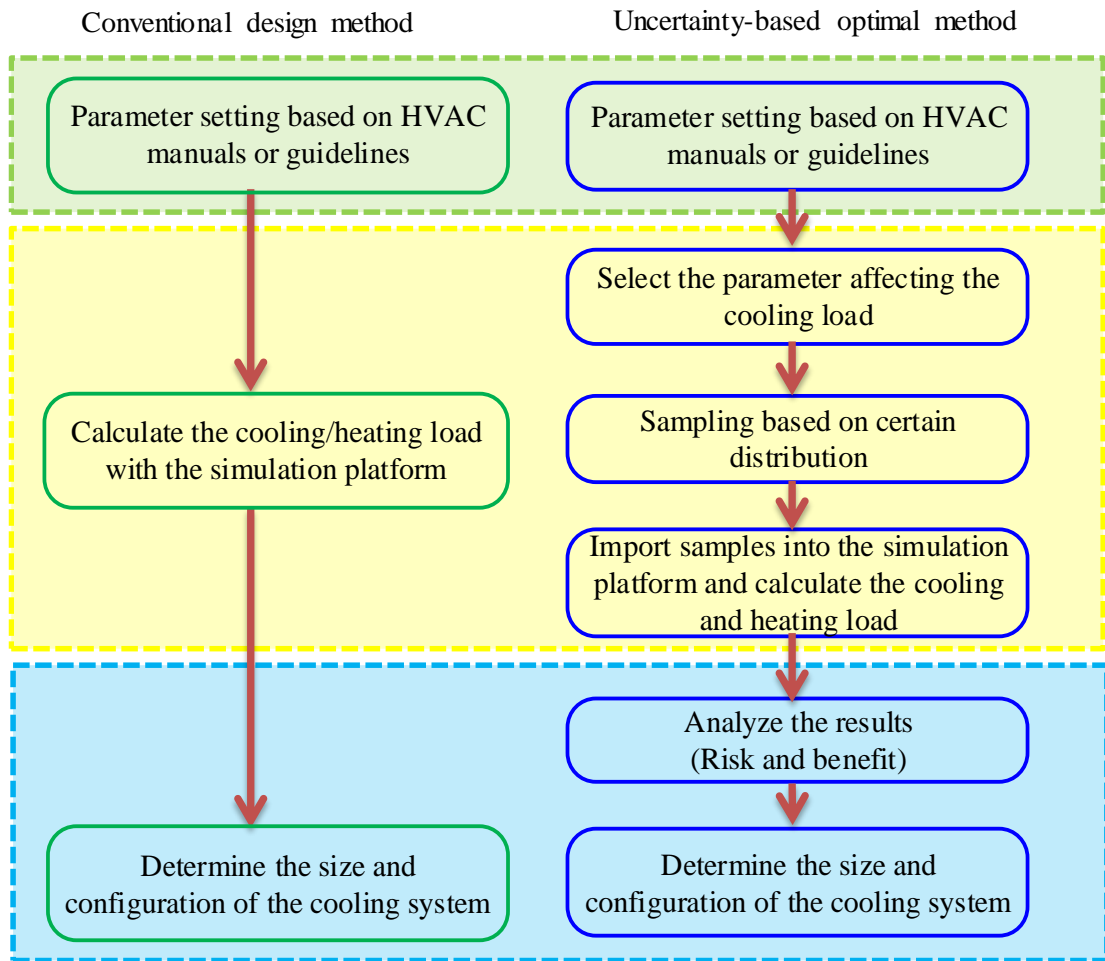 Conventional design method
Uncertainty-based optimal method
Parameter setting based on HVAC
manuals or guidelines
Parameter setting based on HVAC
manuals or guidelines
Select the parameter affecting the
cooling load
Calculate the cooling/heating load
with the simulation platform
Sampling based on certain
distribution
Import samples into the simulation
platform and calculate the cooling
and heating load
Analyze the results
(Risk and benefit)
Determine the size and
configuration of the cooling system
Determine the size and
configuration of the cooling system